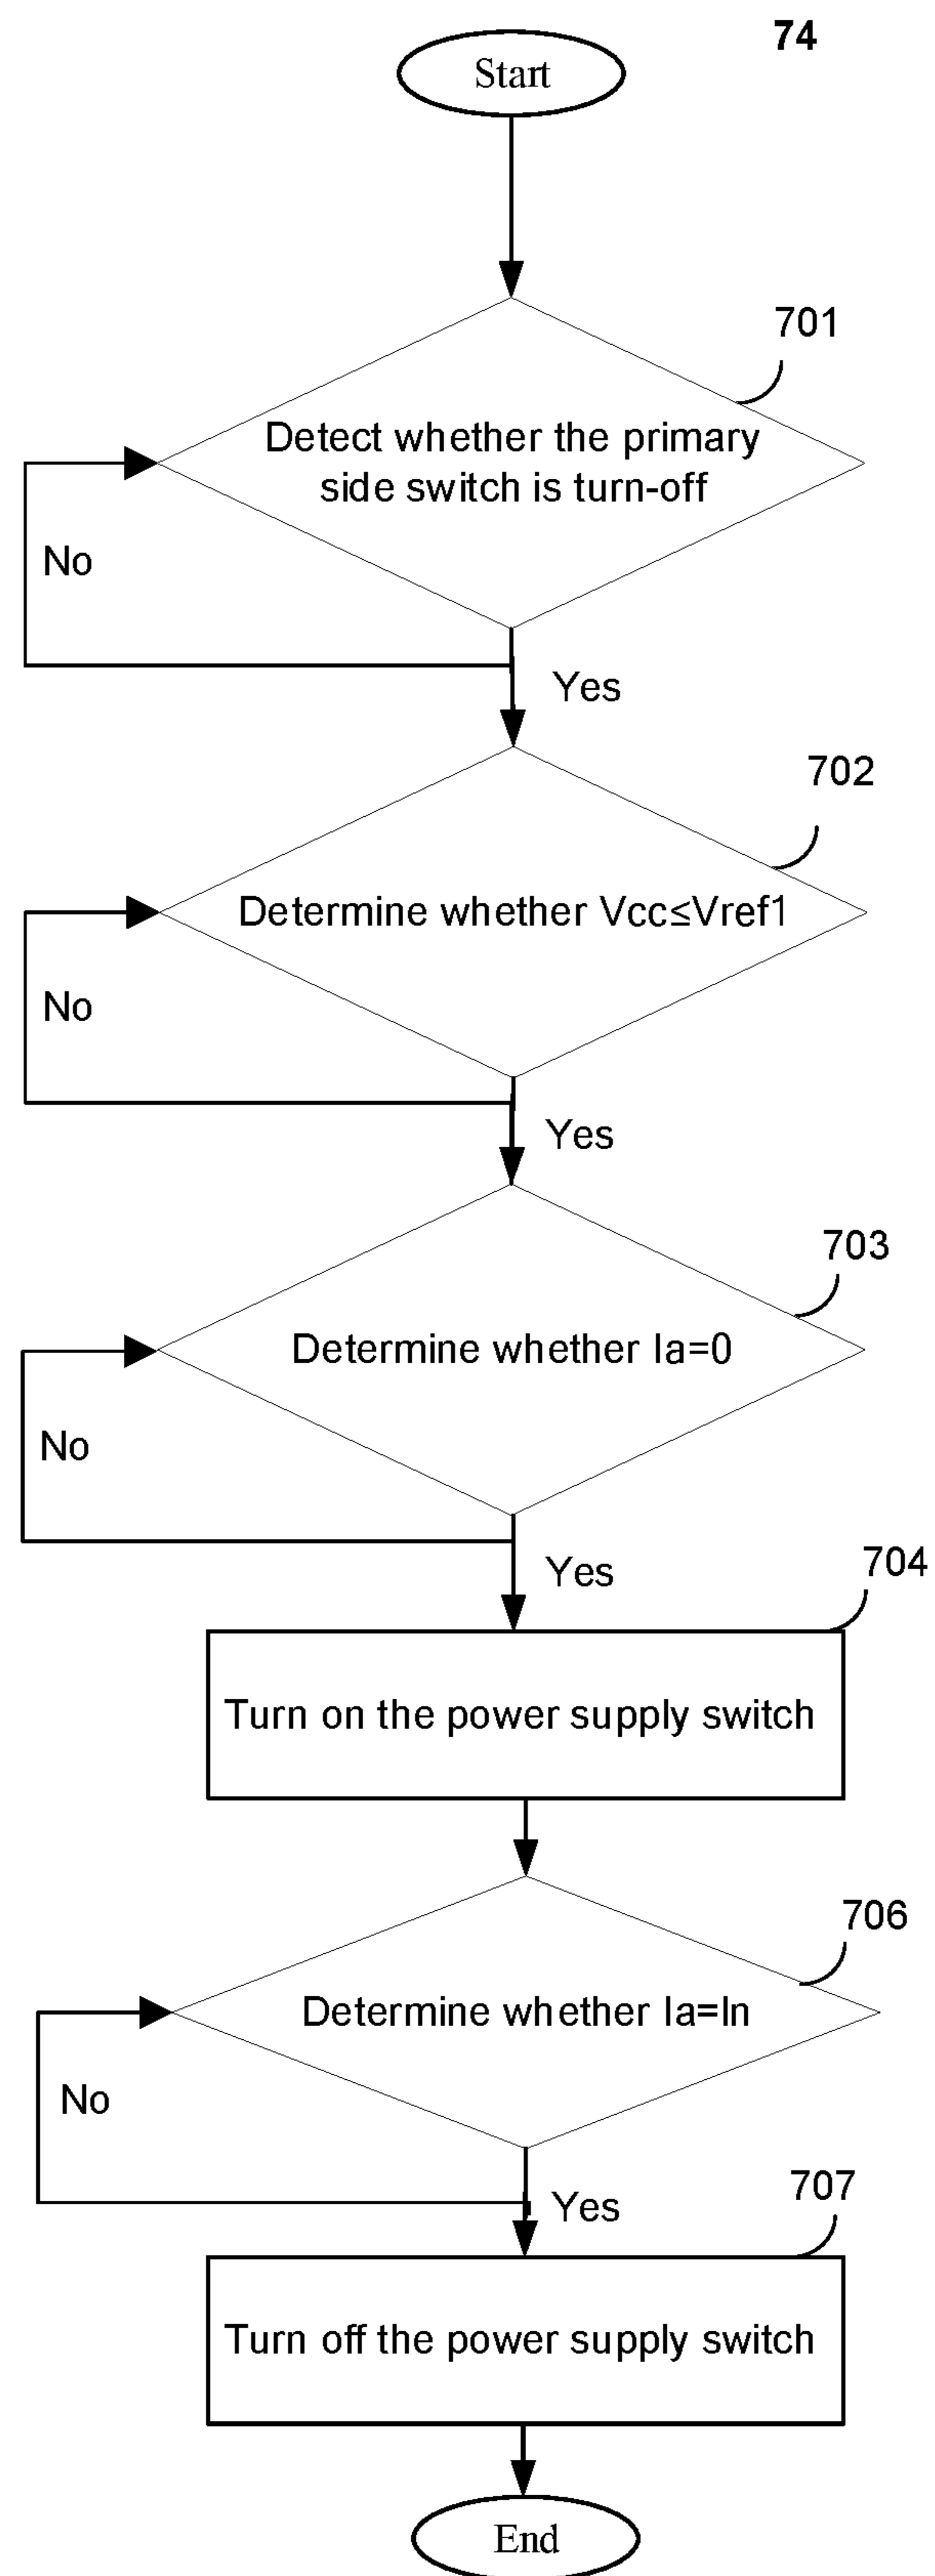 74
Start
701
Detect whether the primary
side switch is turn-off
No
Yes
702
Determine whether Vcc≤Vref1
No
Yes
703
Determine whether Ia=0
No
Yes
704
Turn on the power supply switch
706
Determine whether Ia=In
No
Yes
707
Turn off the power supply switch
End